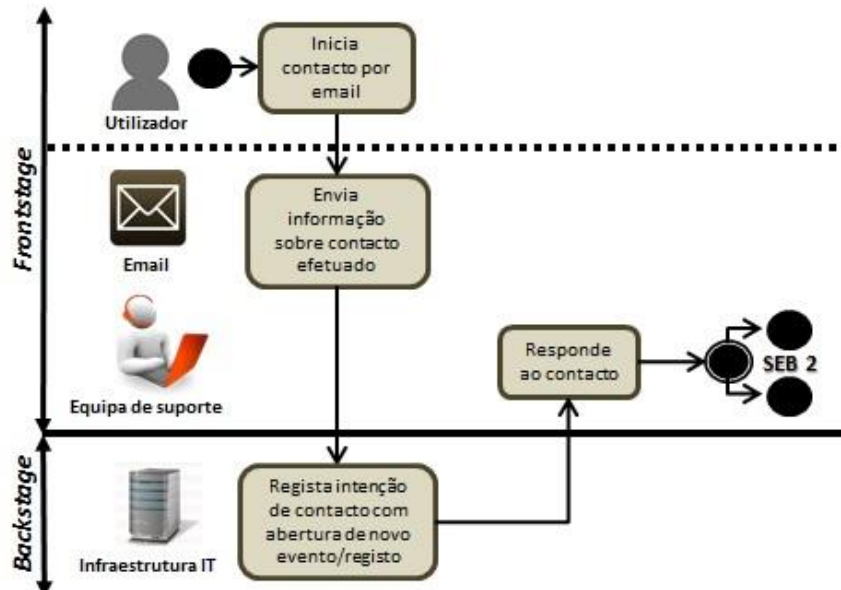 Frontstage
Inicia
contacto por
email
Utilizador
Envia
informação
sobre contacto
efetuado
Email
Responde
ao contacto
SEB 2
Equipa de suporte
Backstage
Regista intenção
de contacto com
abertura de novo
evento/registo
Infraestrutura IT